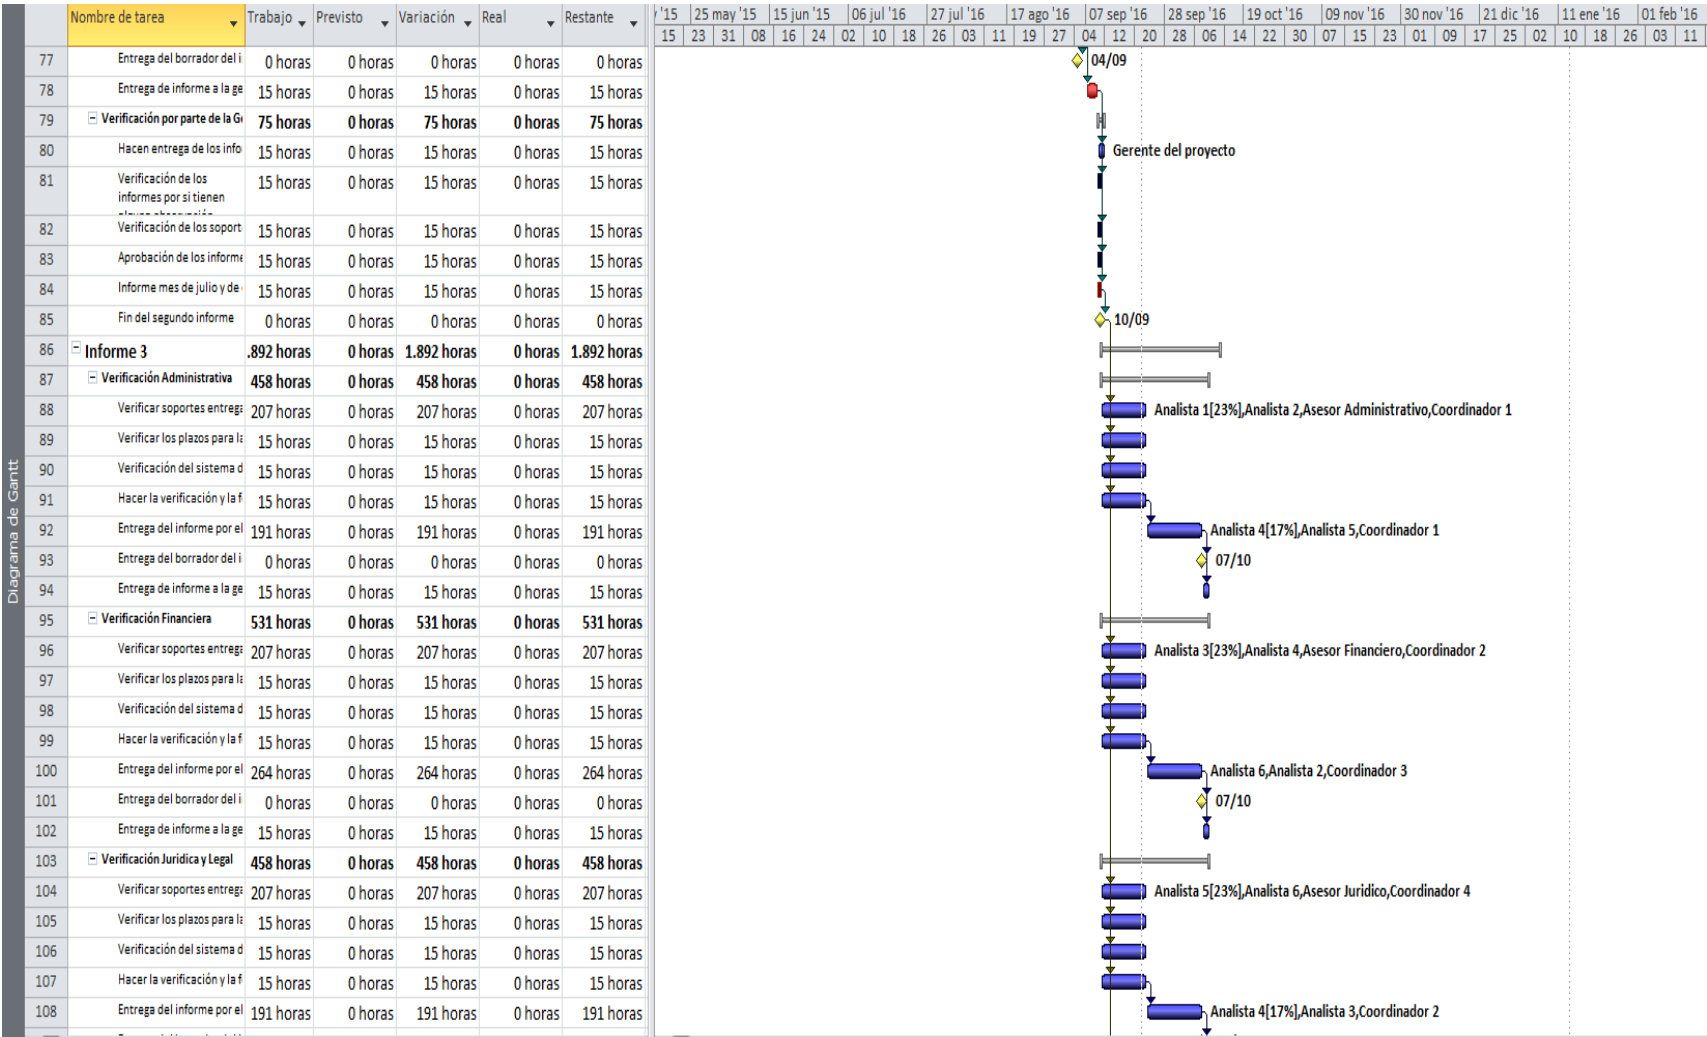 Nombre de tarea Trabajo Previsto Variación Real Restante
'15 25 may '15 15 jun '15 06 jul '16 27 jul '16 17 ago '16 07 sep '16 28 sep '16 19 oct '16 09 nov '16 30 nov '16 21 dic '16 11 ene '16 01 feb '16
15 23 31 08 16 24 02 10 18 26 03 11 19 27 04 12 20 28 06 14 22 30 07 15 23 01 09 17 25 02 10 18 26 03 11
Diagrama de Gantt
77 Entrega del borrador del i 0 horas 0 horas 0 horas 0 horas 0 horas 04/09
78 Entrega de informe a la ge 15 horas 0 horas 15 horas 0 horas 15 horas
79 Verificación por parte de la G 75 horas 0 horas 75 horas 0 horas 75 horas
80 Hacen entrega de los info 15 horas 0 horas 15 horas 0 horas 15 horas Gerente del proyecto
81 Verificación de los 15 horas 0 horas 15 horas 0 horas 15 horas
informes por si tienen
82 Verificación de los soport 15 horas 0 horas 15 horas 0 horas 15 horas
83 Aprobación de los informe 15 horas 0 horas 15 horas 0 horas 15 horas
84 Informe mes de julio y de 15 horas 0 horas 15 horas 0 horas 15 horas
85 Fin del segundo informe 0 horas 0 horas 0 horas 0 horas 0 horas 10/09
86 Informe 3 .892 horas 0 horas 1.892 horas 0 horas 1.892 horas
87 Verificación Administrativa 458 horas 0 horas 458 horas 0 horas 458 horas
88 Verificar soportes entrega 207 horas 0 horas 207 horas 0 horas 207 horas Analista 1[23%],Analista 2,Asesor Administrativo,Coordinador 1
89 Verificar los plazos para la 15 horas 0 horas 15 horas 0 horas 15 horas
90 Verificación del sistema d 15 horas 0 horas 15 horas 0 horas 15 horas
91 Hacer la verificación y la f 15 horas 0 horas 15 horas 0 horas 15 horas
92 Entrega del informe por el 191 horas 0 horas 191 horas 0 horas 191 horas Analista 4[17%],Analista 5,Coordinador 1
93 Entrega del borrador del i 0 horas 0 horas 0 horas 0 horas 0 horas 07/10
94 Entrega de informe a la ge 15 horas 0 horas 15 horas 0 horas 15 horas
95 Verificación Financiera 531 horas 0 horas 531 horas 0 horas 531 horas
96 Verificar soportes entrega 207 horas 0 horas 207 horas 0 horas 207 horas Analista 3[23%],Analista 4,Asesor Financiero,Coordinador 2
97 Verificar los plazos para la 15 horas 0 horas 15 horas 0 horas 15 horas
98 Verificación del sistema d 15 horas 0 horas 15 horas 0 horas 15 horas
99 Hacer la verificación y la f 15 horas 0 horas 15 horas 0 horas 15 horas
100 Entrega del informe por el 264 horas 0 horas 264 horas 0 horas 264 horas Analista 6,Analista 2,Coordinador 3
101 Entrega del borrador del i 0 horas 0 horas 0 horas 0 horas 0 horas 07/10
102 Entrega de informe a la ge 15 horas 0 horas 15 horas 0 horas 15 horas
103 Verificación Juridica y Legal 458 horas 0 horas 458 horas 0 horas 458 horas
104 Verificar soportes entrega 207 horas 0 horas 207 horas 0 horas 207 horas Analista 5[23%],Analista 6,Asesor Juridico,Coordinador 4
105 Verificar los plazos para la 15 horas 0 horas 15 horas 0 horas 15 horas
106 Verificación del sistema d 15 horas 0 horas 15 horas 0 horas 15 horas
107 Hacer la verificación y la f 15 horas 0 horas 15 horas 0 horas 15 horas
108 Entrega del informe por el 191 horas 0 horas 191 horas 0 horas 191 horas Analista 4[17%],Analista 3,Coordinador 2